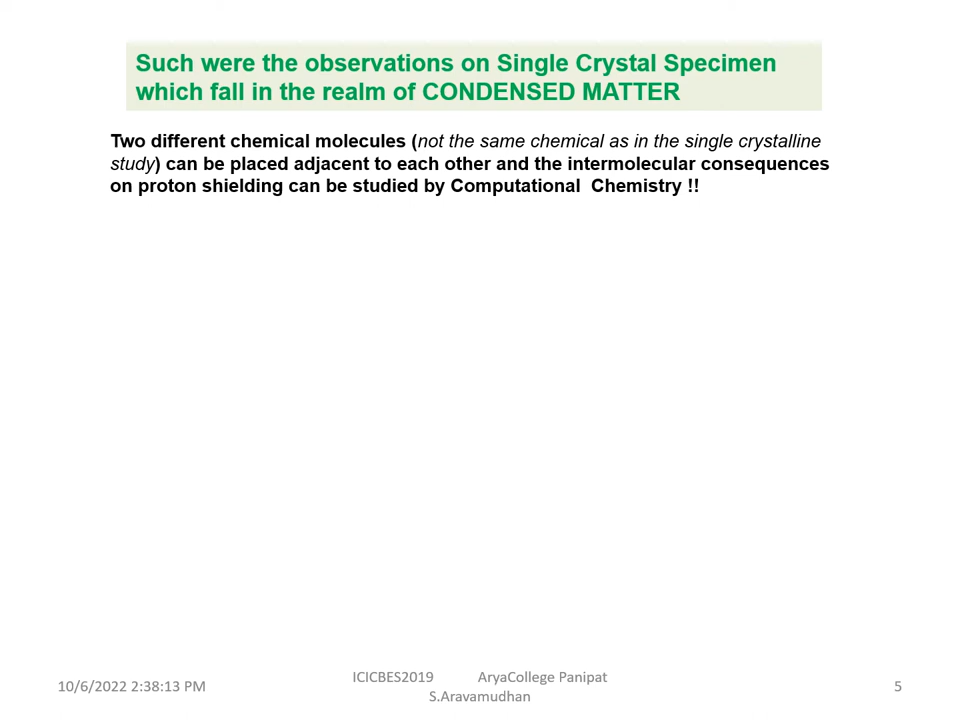 Such were the observations on Single Crystal Specimen
which fall in the realm of CONDENSED MATTER
Two different chemical molecules (not the same chemical as in the single crystalline
study) can be placed adjacent to each other and the intermolecular consequences
on proton shielding can be studied by Computational  Chemistry !!
10/6/2022 2:38:13 PM
ICICBES2019 AryaCollege Panipat
S.Aravamudhan
5